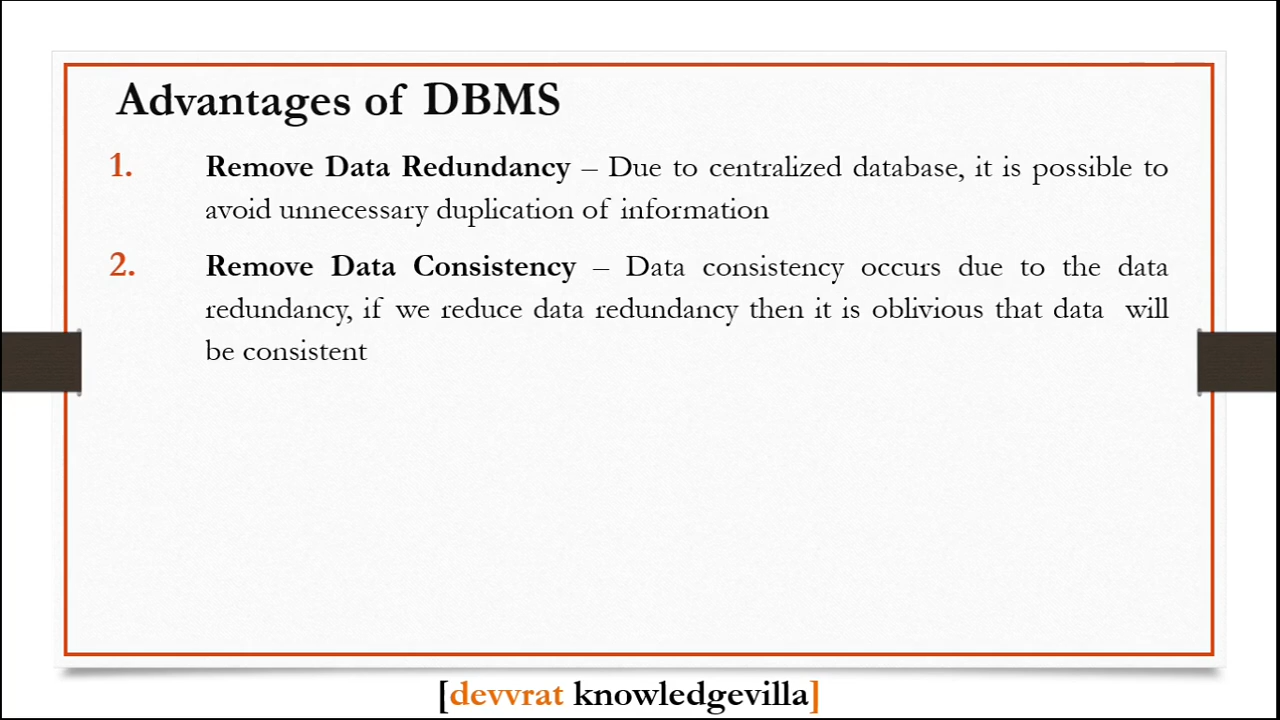 Advantages of DBMS
1. Remove Data Redundancy – Due to centralized database, it is possible to
avoid unnecessary duplication of information
2. Remove Data Consistency – Data consistency occurs due to the data
redundancy, if we reduce data redundancy then it is oblivious that data will
be consistent
[devvrat knowledgevilla]